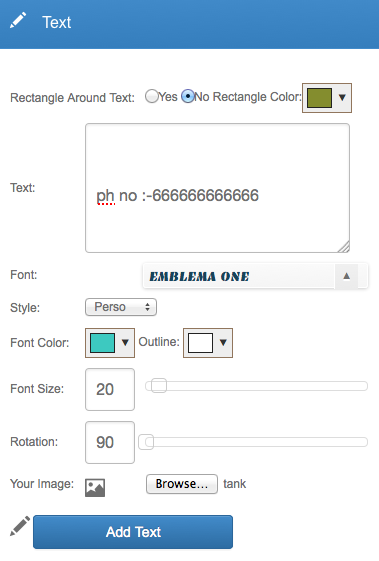 Text
Rectangle Around Text: Yes No Rectangle Color:
Text:
ph no :-666666666666
Font: EMBLEMA ONE
Style: Perso
Font Color: Outline:
Font Size: 20
Rotation: 90
Your Image: Browse... tank
Add Text